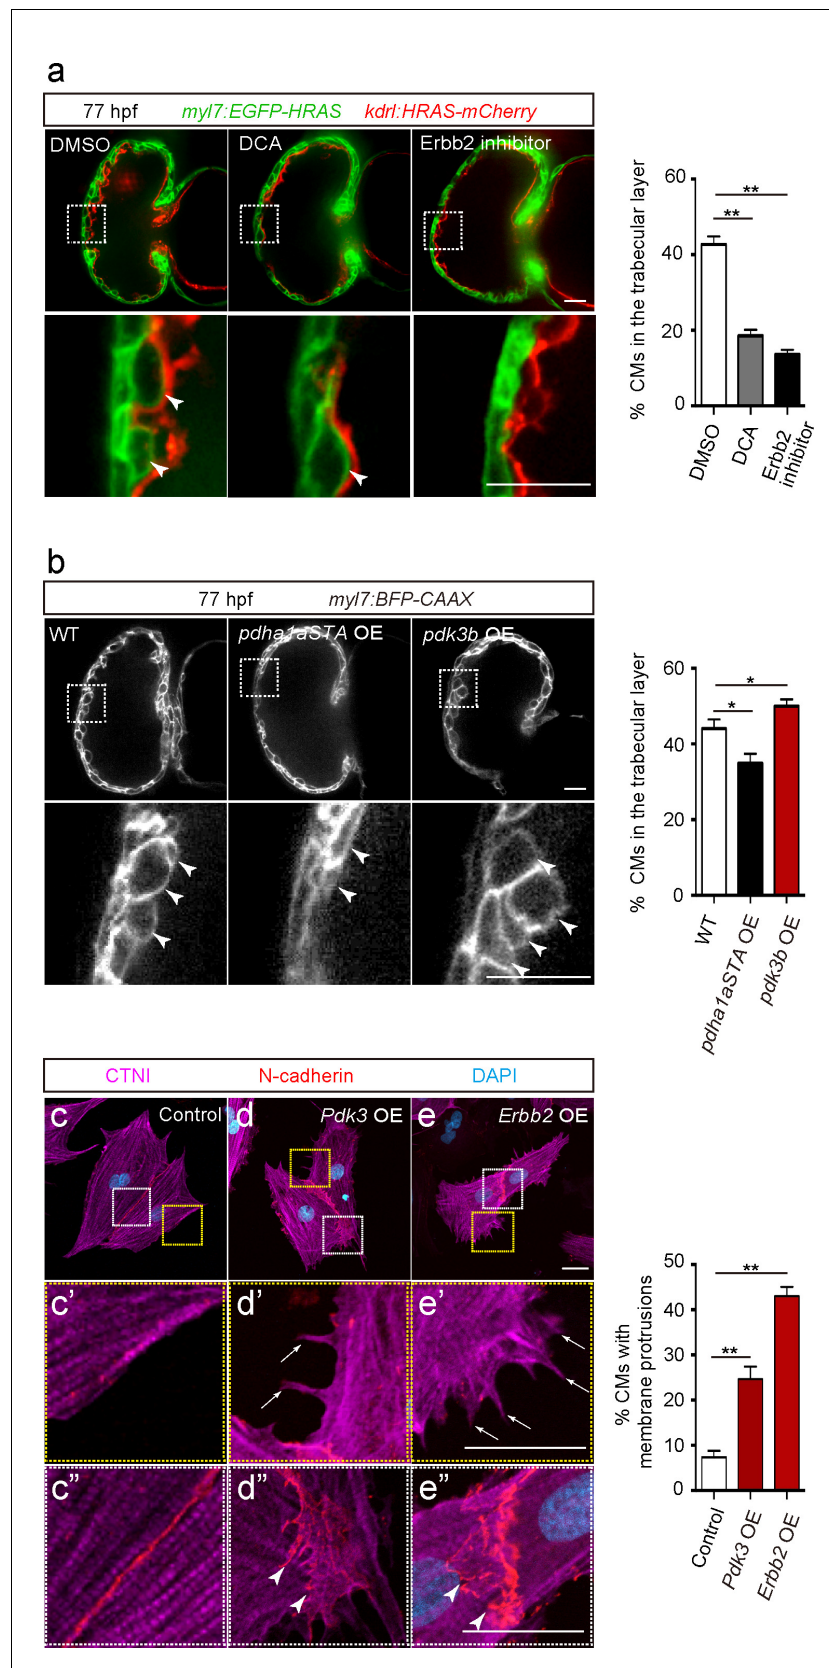 a
77 hpf myl7:EGFP-HRAS kdrl:HRAS-mCherry
DMSO DCA Erbb2 inhibitor
% CMs in the trabecular layer
60
40
20
0
**
**
DMSO
DCA
Erbb2
inhibitor
b
77 hpf myl7:BFP-CAAX
WT pdha1aSTA OE pdk3b OE
% CMs in the trabecular layer
60
40
20
0
*
*
WT
pdha1aSTA OE
pdk3b OE
CTNI N-cadherin DAPI
c Control d Pdk3 OE e Erbb2 OE
c' d' e'
c" d" e"
% CMs with
membrane protrusions
50
40
30
20
10
0
**
**
Control
Pdk3 OE
Erbb2 OE